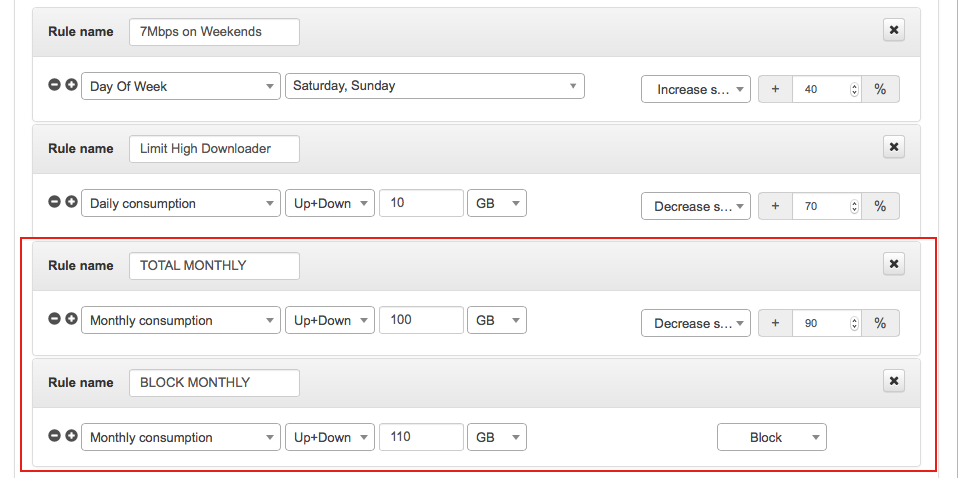 Rule name 7Mbps on Weekends
Day Of Week Saturday, Sunday Increase s... + 40 %
Rule name Limit High Downloader
Daily consumption Up+Down 10 GB Decrease s... + 70 %
Rule name TOTAL MONTHLY
Monthly consumption Up+Down 100 GB Decrease s... + 90 %
Rule name BLOCK MONTHLY
Monthly consumption Up+Down 110 GB Block